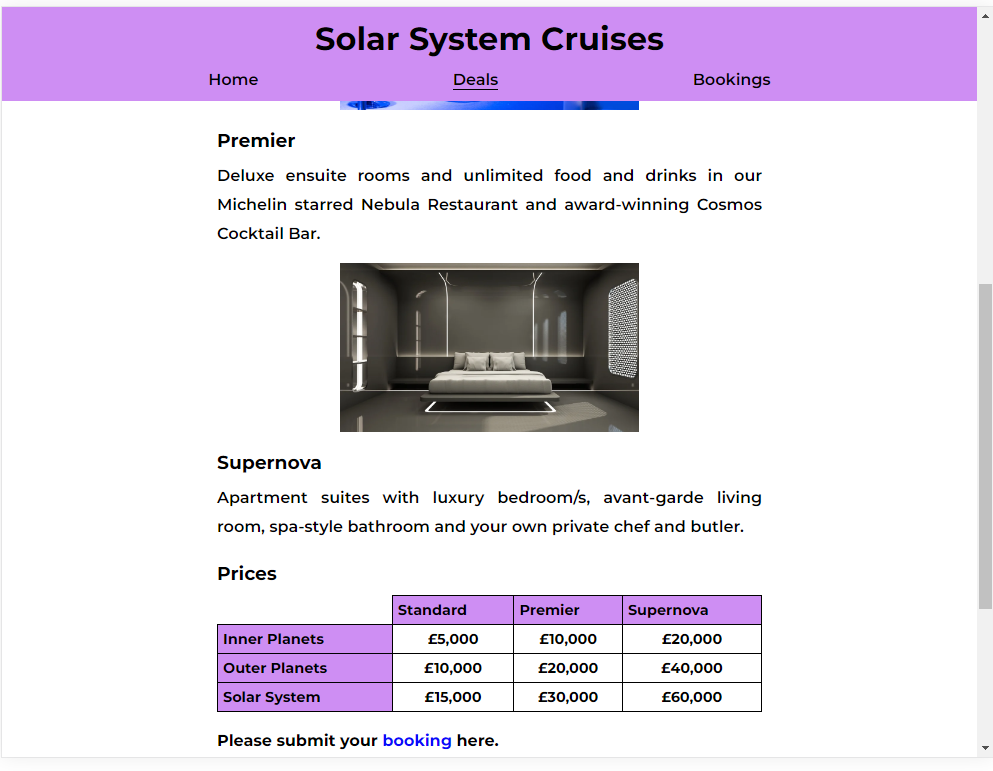 Solar System Cruises
Home Deals Bookings
Premier
Deluxe ensuite rooms and unlimited food and drinks in our
Michelin starred Nebula Restaurant and award-winning Cosmos
Cocktail Bar.
Supernova
Apartment suites with luxury bedroom/s, avant-garde living
room, spa-style bathroom and your own private chef and butler.
Prices
Standard Premier Supernova
Inner Planets £5,000 £10,000 £20,000
Outer Planets £10,000 £20,000 £40,000
Solar System £15,000 £30,000 £60,000
Please submit your booking here.